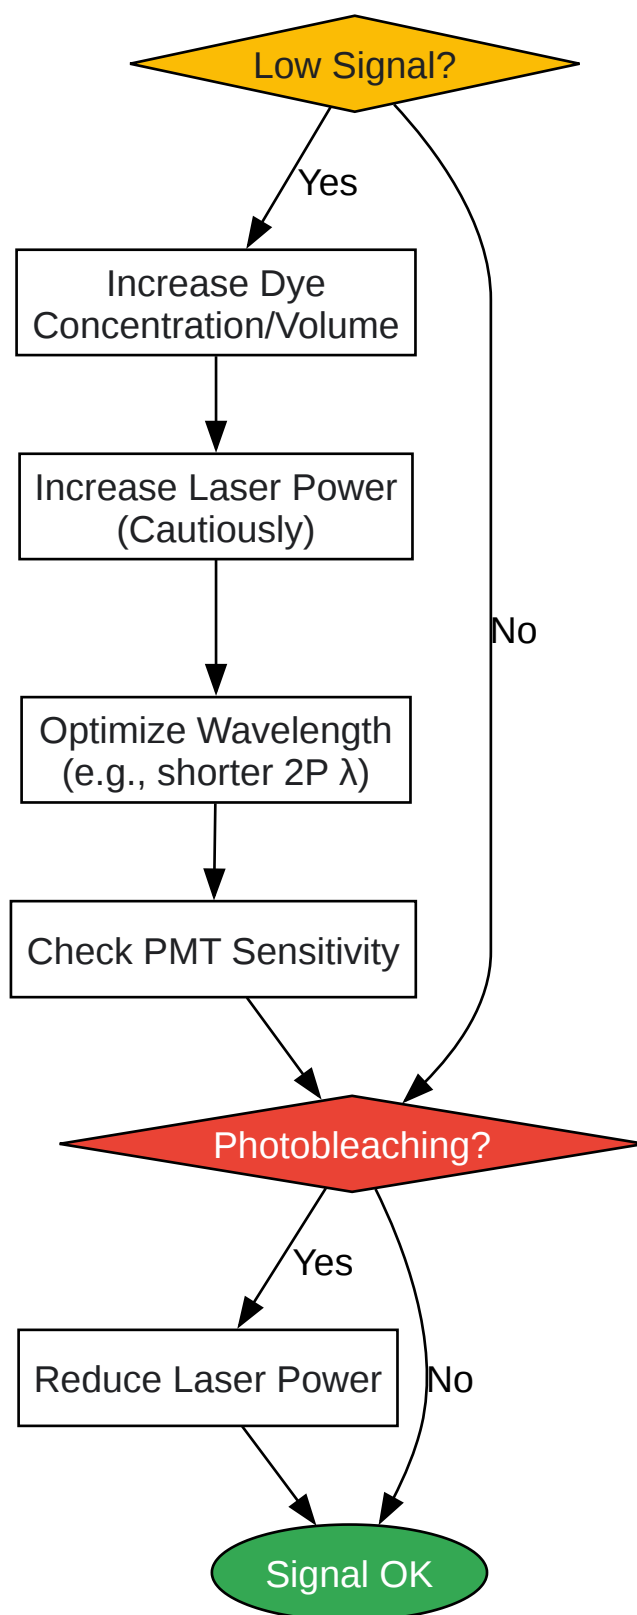 Low Signal?
Yes
Increase Dye
Concentration/Volume
Increase Laser Power
(Cautiously)
No
Optimize Wavelength
(e.g., shorter 2P λ)
Check PMT Sensitivity
Photobleaching?
Yes
Reduce Laser Power
No
Signal OK